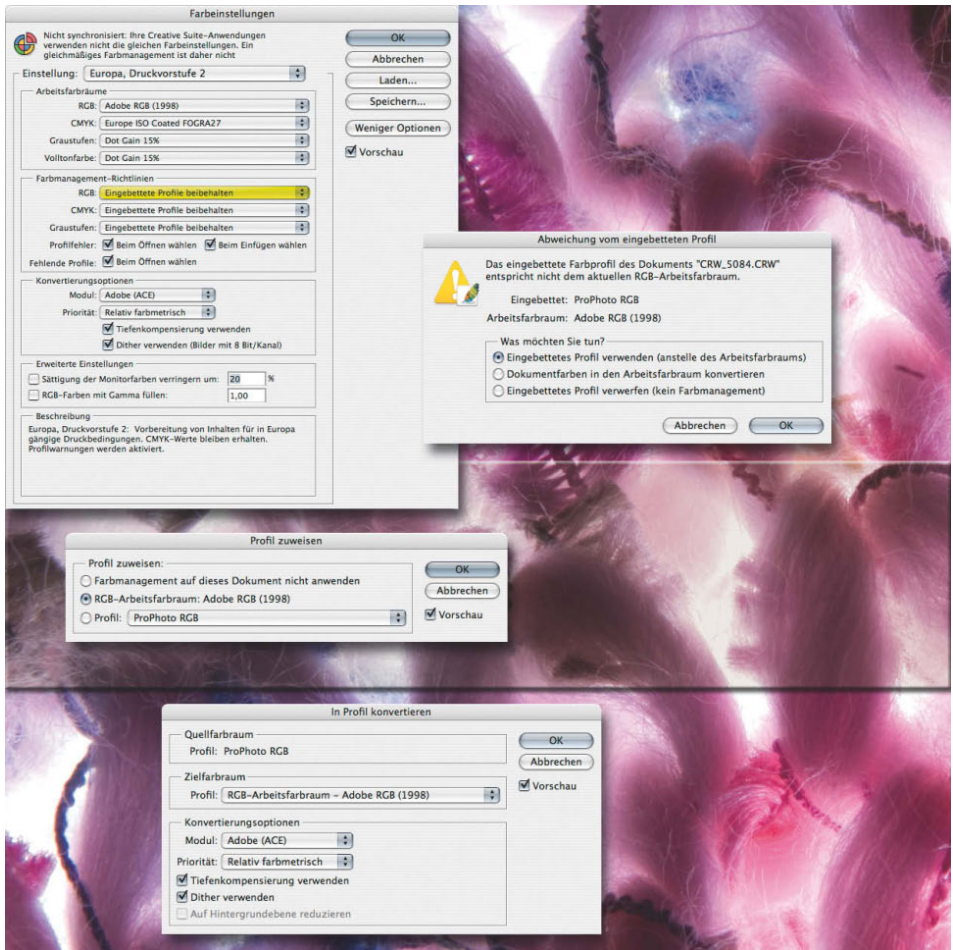 Farbeinstellungen
Nicht synchronisiert: Ihre Creative Suite-Anwendungen
verwenden nicht die gleichen Farbeinstellungen. Ein
gleichmäßiges Farbmanagement ist daher nicht
Einstellung: Europa, Druckvorstufe 2
Arbeitsfarbräume
RGB: Adobe RGB (1998)
CMYK: Europe ISO Coated FOGRA27
Graustufen: Dot Gain 15%
Volltonfarbe: Dot Gain 15%
Farbmanagement-Richtlinien
RGB: Eingebettete Profile beibehalten
CMYK: Eingebettete Profile beibehalten
Graustufen: Eingebettete Profile beibehalten
Profilfehler: Beim Öffnen wählen Beim Einfügen wählen
Fehlende Profile: Beim Öffnen wählen
Konvertierungsoptionen
Modul: Adobe (ACE)
Priorität: Relativ farbmetrisch
Tiefenkompensierung verwenden
Dither verwenden (Bilder mit 8 Bit/Kanal)
Erweiterte Einstellungen
Sättigung der Monitorfarben verringern um: 20 %
RGB-Farben mit Gamma füllen: 1,00
Beschreibung
Europa, Druckvorstufe 2: Vorbereitung von Inhalten für in Europa
gängige Druckbedingungen. CMYK-Werte bleiben erhalten.
Profilwarnungen werden aktiviert.
OK
Abbrechen
Laden...
Speichern...
Weniger Optionen
Vorschau
Abweichung vom eingebetteten Profil
Das eingebettete Farbprofil des Dokuments "CRW_5084.CRW"
entspricht nicht dem aktuellen RGB-Arbeitsfarbraum.
Eingebettet: ProPhoto RGB
Arbeitsfarbraum: Adobe RGB (1998)
Was möchten Sie tun?
Eingebettetes Profil verwenden (anstelle des Arbeitsfarbraums)
Dokumentfarben in den Arbeitsfarbraum konvertieren
Eingebettetes Profil verwerfen (kein Farbmanagement)
Abbrechen OK
Profil zuweisen
Profil zuweisen:
Farbmanagement auf dieses Dokument nicht anwenden
RGB-Arbeitsfarbraum: Adobe RGB (1998)
Profil: ProPhoto RGB
OK
Abbrechen
Vorschau
In Profil konvertieren
Quellfarbraum
Profil: ProPhoto RGB
Zielfarbraum
Profil: RGB-Arbeitsfarbraum – Adobe RGB (1998)
Konvertierungsoptionen
Modul: Adobe (ACE)
Priorität: Relativ farbmetrisch
Tiefenkompensierung verwenden
Dither verwenden
Auf Hintergrundebene reduzieren
OK
Abbrechen
Vorschau